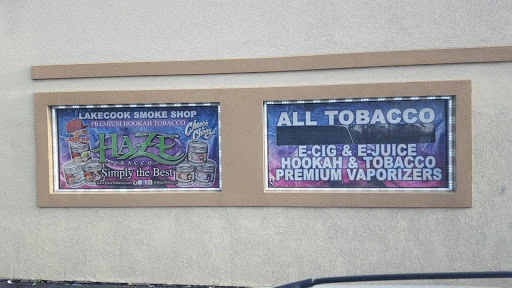 LAKECOOK SMOKE SHOP
PREMIUM HOOKAH TOBACCO
HAZE
TOBACCO
Simply the Best
ALL TOBACCO
E-CIG & E-JUICE
HOOKAH & TOBACCO
PREMIUM VAPORIZERS